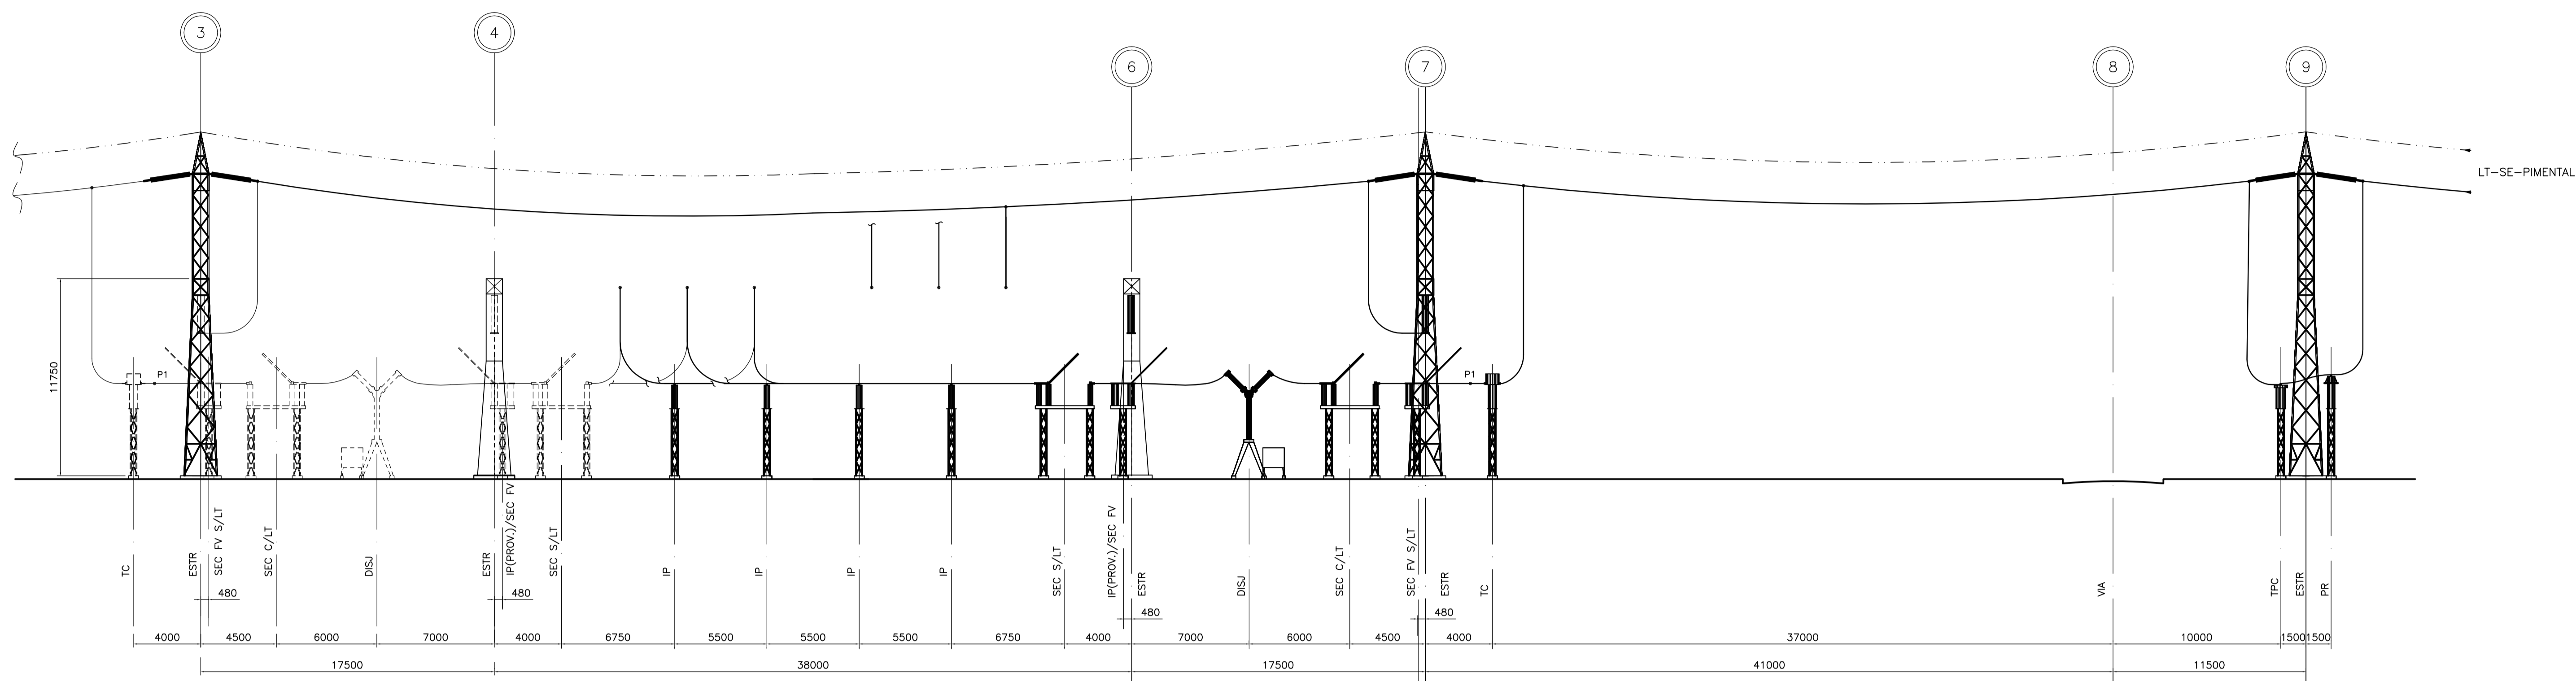 3
4
6
7
8
9
LT-SE-PIMENTAL
11750
P1
P1
TC
ESTR
SEC FV S/LT
SEC C/LT
DISJ
ESTR
IP(PROV.)/SEC FV
SEC S/LT
IP
IP
IP
IP
SEC S/LT
IP(PROV.)/SEC FV
ESTR
DISJ
SEC C/LT
SEC FV S/LT
ESTR
TC
VIA
TPC
ESTR
PR
480
480
480
480
4000
4500
6000
7000
4000
6750
5500
5500
5500
6750
4000
7000
6000
4500
4000
37000
10000
1500
1500
17500
38000
17500
41000
11500